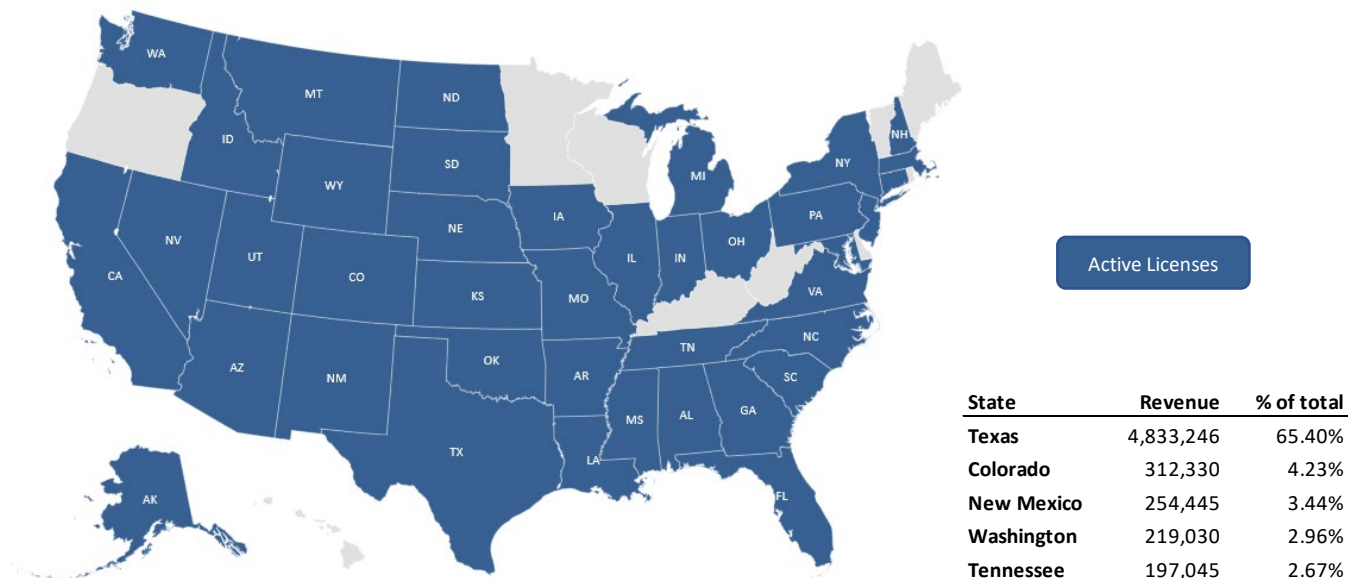 WA
MT
ND
ID
SD
WY
NH
NY
MI
IA
PA
NE
NV
OH
UT
IL
IN
CO
CA
KS
MO
VA
Active Licenses
TN
NC
OK
AZ
NM
AR
SC
MS
AL
GA
TX
LA
FL
AK
State Revenue % of total
Texas 4,833,246 65.40%
Colorado 312,330 4.23%
New Mexico 254,445 3.44%
Washington 219,030 2.96%
Tennessee 197,045 2.67%